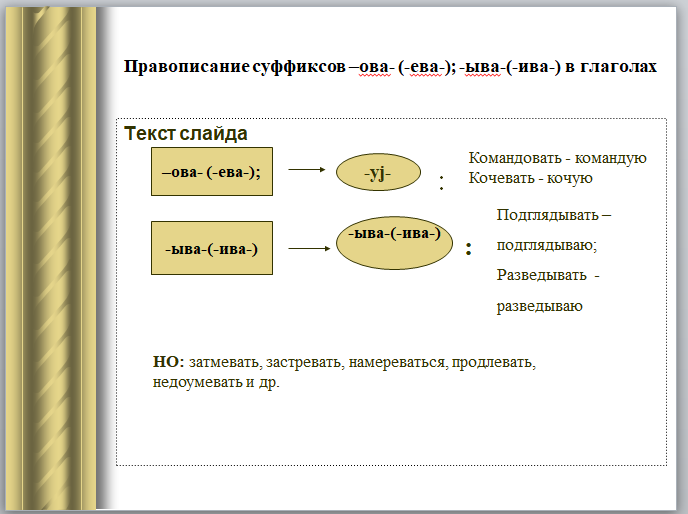 Правописание суффиксов –ова- (-ева-); -ыва-(-ива-) в глаголах
Текст слайда
–ова- (-ева-);
-уj-
:
Командовать - командую
Кочевать - кочую
-ыва-(-ива-)
-ыва-(-ива-)
:
Подглядывать –
подглядываю;
Разведывать -
разведываю
НО: затмевать, застревать, намереваться, продлевать,
недоумевать и др.